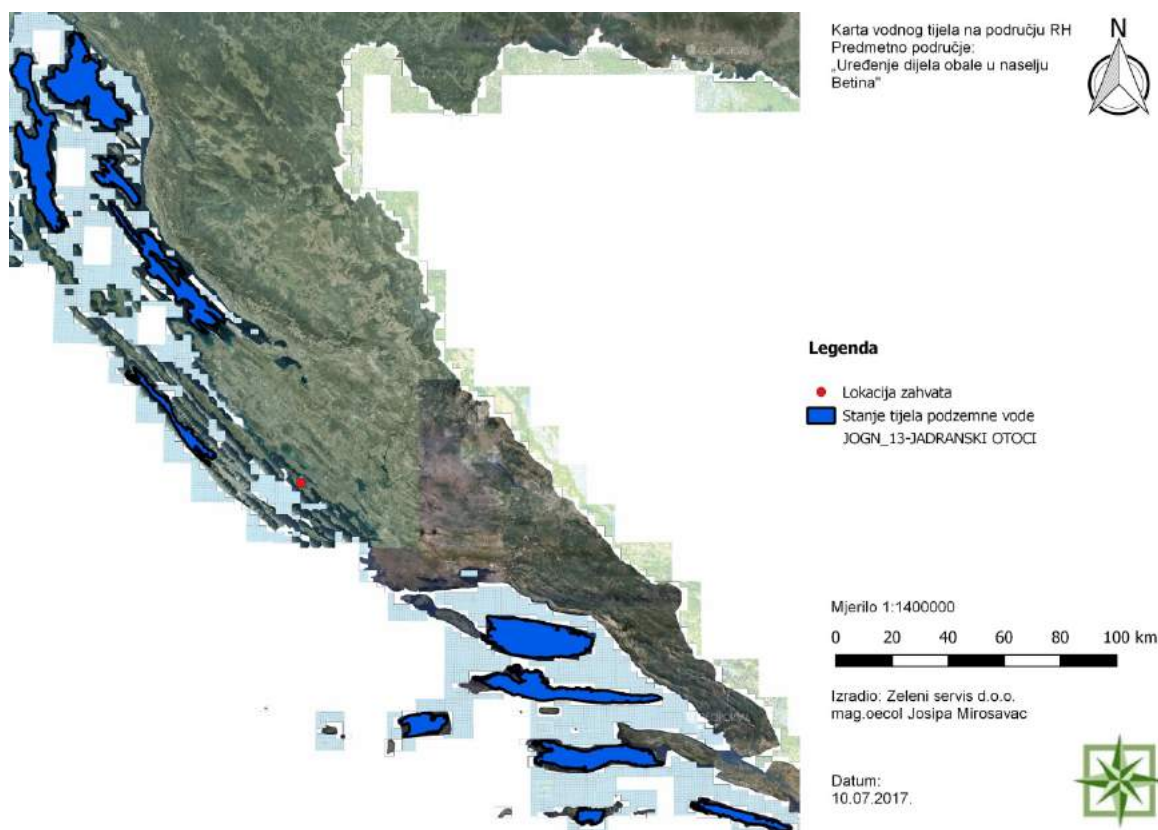 Karta vodnog tijela na području RH
Predmetno područje:
„Uređenje dijela obale u naselju
Betina"
N
Legenda
Lokacija zahvata
Stanje tijela podzemne vode
JOGN_13-JADRANSKI OTOCI
Mjerilo 1:1400000
0 20 40 60 80 100 km
Izradio: Zeleni servis d.o.o.
mag.oecol Josipa Mirosavac
Datum:
10.07.2017.